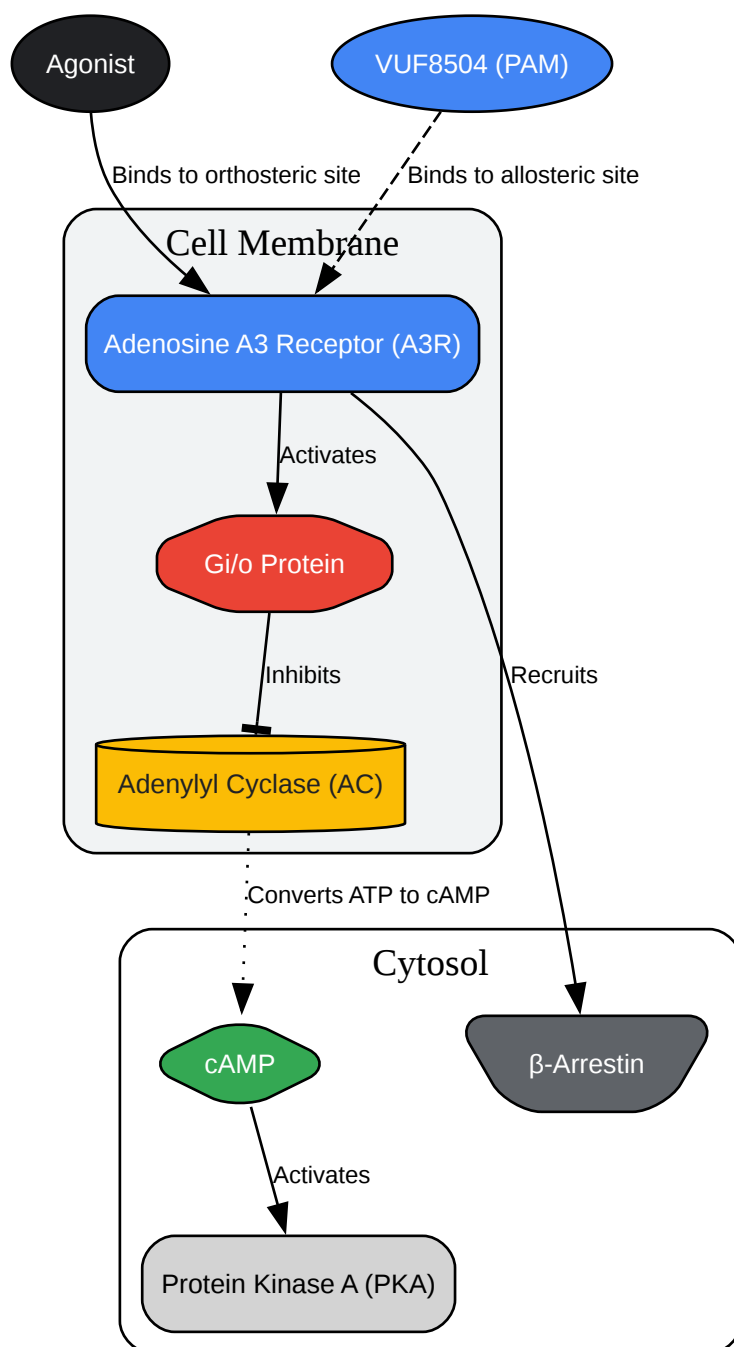 Agonist
VUF8504 (PAM)
Binds to orthosteric site
Binds to allosteric site
Cell Membrane
Adenosine A3 Receptor (A3R)
Activates
Gi/o Protein
Inhibits
Recruits
Adenylyl Cyclase (AC)
Converts ATP to cAMP
Cytosol
cAMP
β-Arrestin
Activates
Protein Kinase A (PKA)